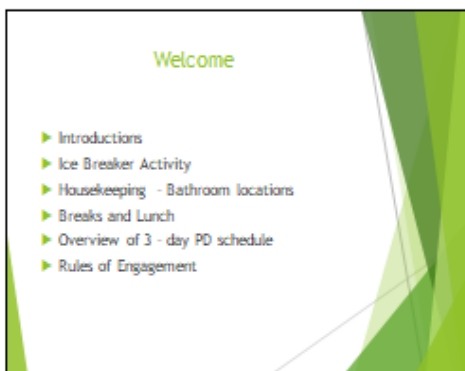 Welcome
Introductions
Ice Breaker Activity
Housekeeping - Bathroom locations
Breaks and Lunch
Overview of 3 - day PD schedule
Rules of Engagement